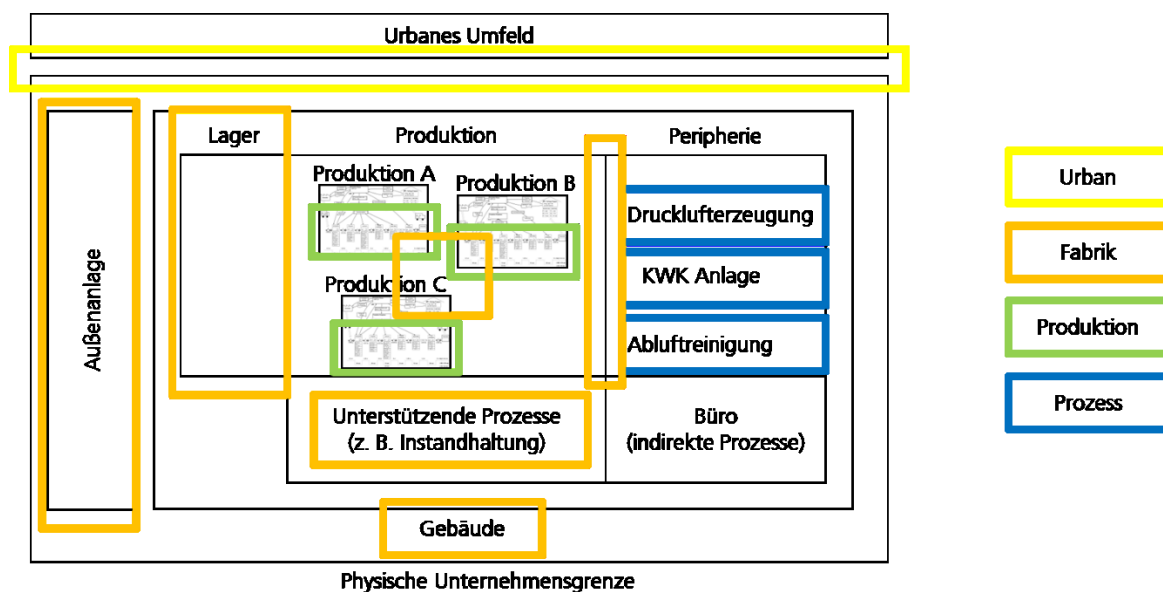 Urbanes Umfeld
Lager
Produktion
Peripherie
Produktion A
Produktion B
Produktion C
Drucklufterzeugung
KWK Anlage
Abluftreinigung
Außenanlage
Unterstützende Prozesse
(z. B. Instandhaltung)
Büro
(indirekte Prozesse)
Gebäude
Physische Unternehmensgrenze
Urban
Fabrik
Produktion
Prozess